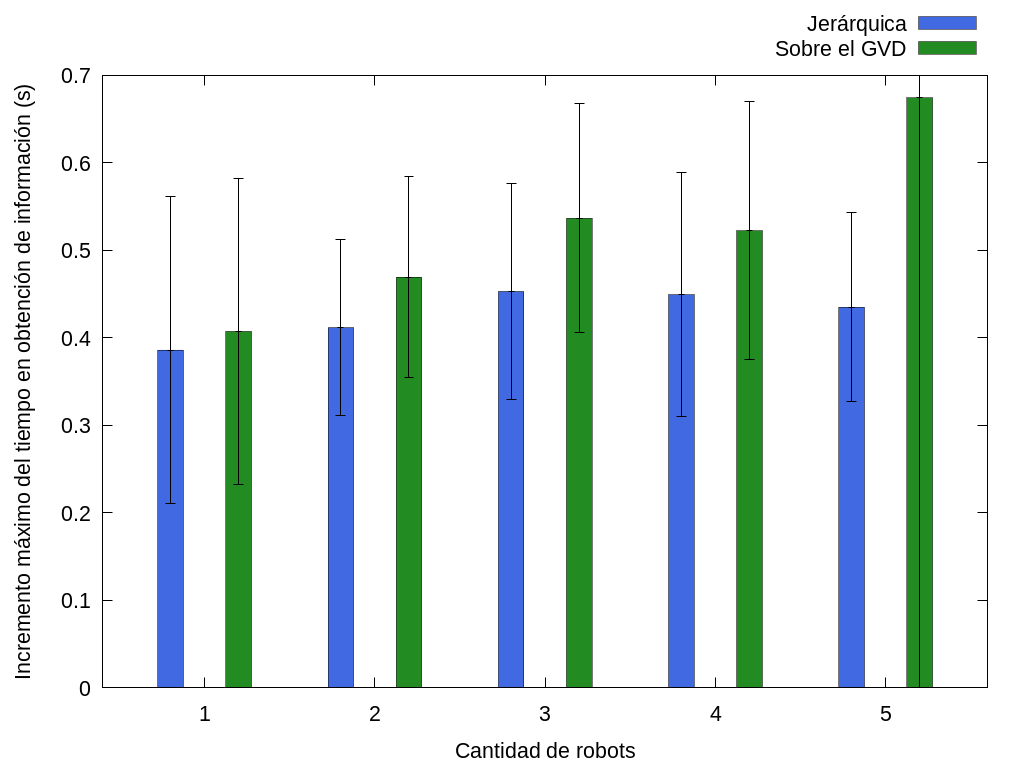 Jerárquica
Sobre el GVD
Incremento máximo del tiempo en obtención de información (s)
0.7
0.6
0.5
0.4
0.3
0.2
0.1
0
1 2 3 4 5
Cantidad de robots